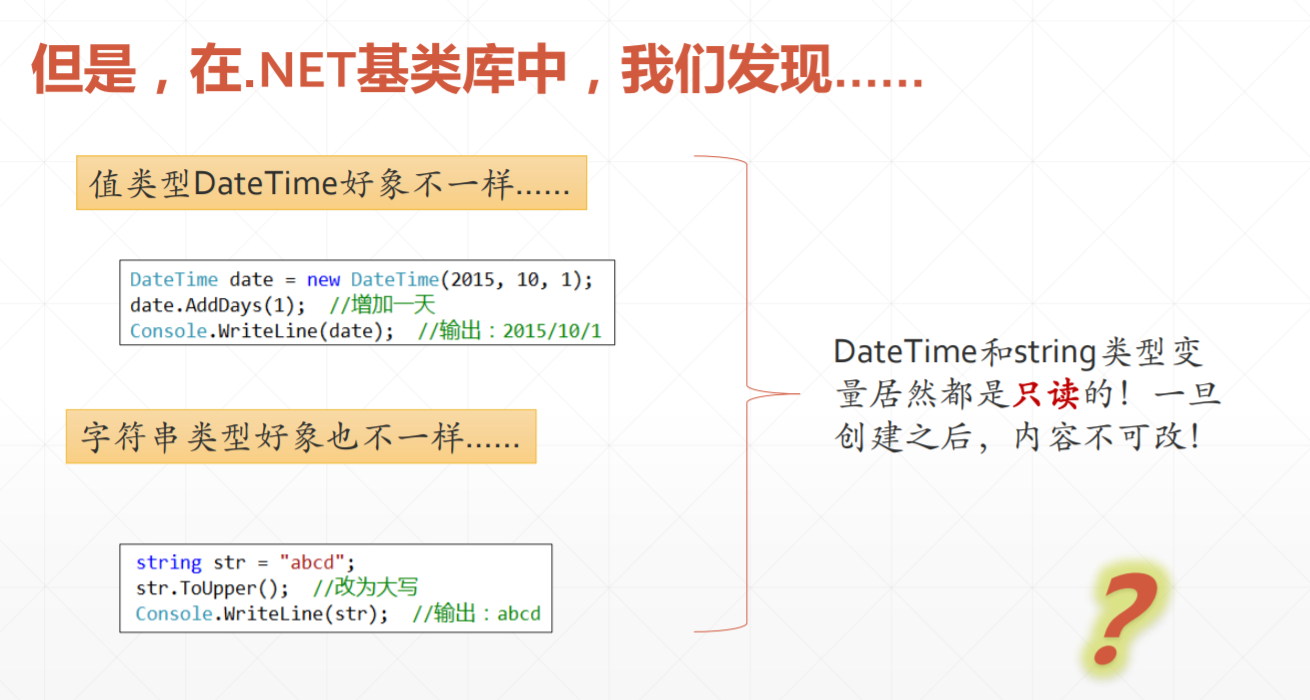 但是，在.NET基类库中，我们发现……
值类型DateTime好象不一样……
DateTime date = new DateTime(2015, 10, 1);
date.AddDays(1);  //增加一天
Console.WriteLine(date);  //输出：2015/10/1
字符串类型好象也不一样……
string str = "abcd";
str.ToUpper();  //改为大写
Console.WriteLine(str);  //输出：abcd
DateTime和string类型变
量居然都是只读的！一旦
创建之后，内容不可改！
?